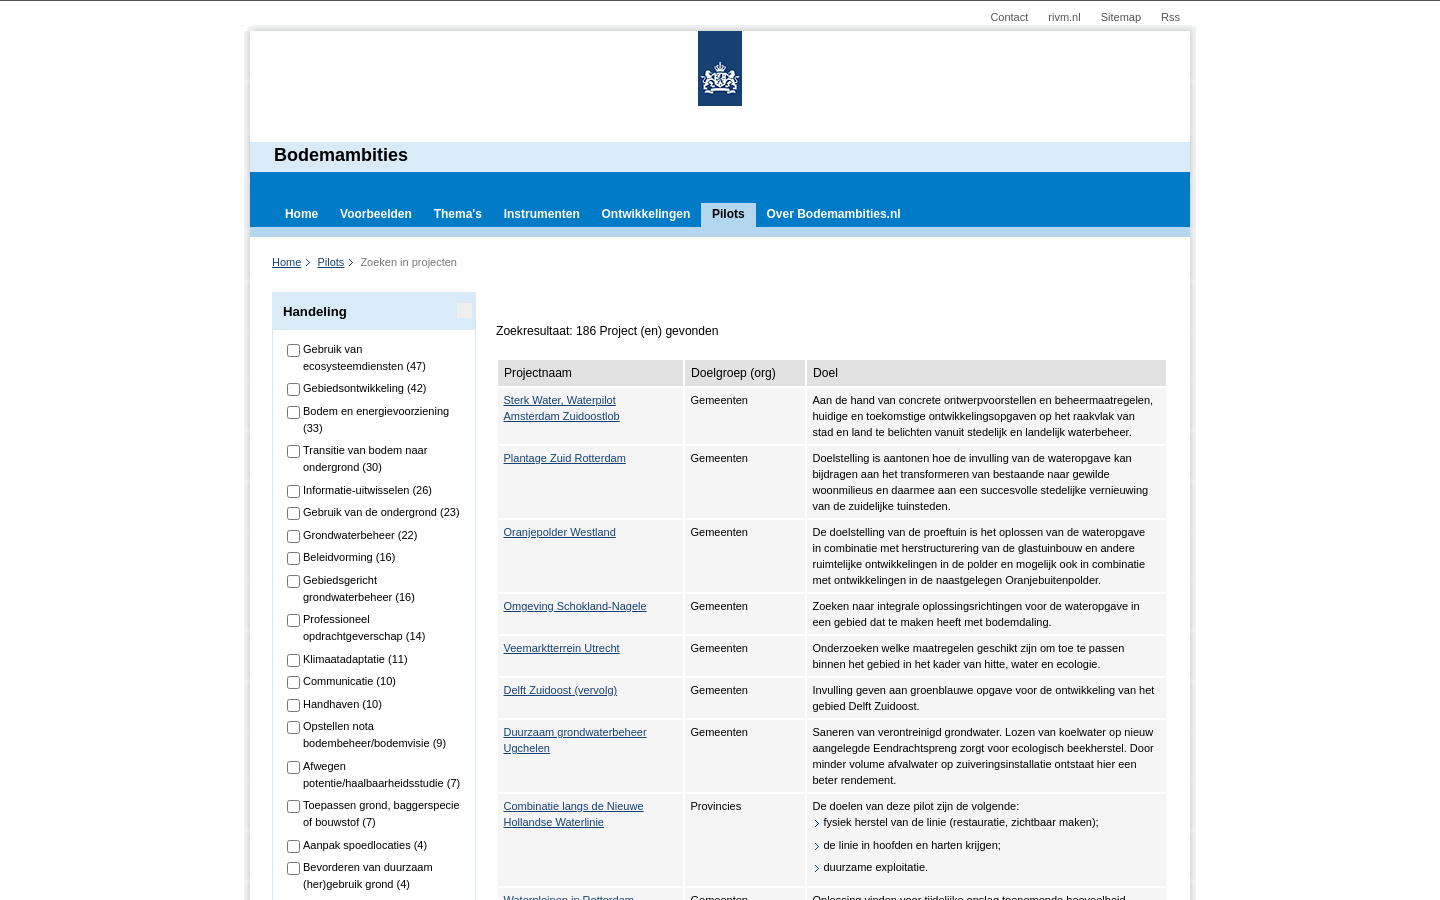 Contact rivm.nl Sitemap Rss
Bodemambities
Home Voorbeelden Thema's Instrumenten Ontwikkelingen Pilots Over Bodemambities.nl
Home Pilots Zoeken in projecten
Handeling
Gebruik van
ecosysteemdiensten (47)
Gebiedsontwikkeling (42)
Bodem en energievoorziening
(33)
Transitie van bodem naar
ondergrond (30)
Informatie-uitwisselen (26)
Gebruik van de ondergrond (23)
Grondwaterbeheer (22)
Beleidvorming (16)
Gebiedsgericht
grondwaterbeheer (16)
Professioneel
opdrachtgeverschap (14)
Klimaatadaptatie (11)
Communicatie (10)
Handhaven (10)
Opstellen nota
bodembeheer/bodemvisie (9)
Afwegen
potentie/haalbaarheidsstudie (7)
Toepassen grond, baggerspecie
of bouwstof (7)
Aanpak spoedlocaties (4)
Bevorderen van duurzaam
(her)gebruik grond (4)
Zoekresultaat: 186 Project (en) gevonden
Projectnaam Doelgroep (org) Doel
Sterk Water, Waterpilot
Amsterdam Zuidoostlob
Gemeenten
Aan de hand van concrete ontwerpvoorstellen en beheermaatregelen,
huidige en toekomstige ontwikkelingsopgaven op het raakvlak van
stad en land te belichten vanuit stedelijk en landelijk waterbeheer.
Plantage Zuid Rotterdam
Gemeenten
Doelstelling is aantonen hoe de invulling van de wateropgave kan
bijdragen aan het transformeren van bestaande naar gewilde
woonmilieus en daarmee aan een succesvolle stedelijke vernieuwing
van de zuidelijke tuinsteden.
Oranjepolder Westland
Gemeenten
De doelstelling van de proeftuin is het oplossen van de wateropgave
in combinatie met herstructurering van de glastuinbouw en andere
ruimtelijke ontwikkelingen in de polder en mogelijk ook in combinatie
met ontwikkelingen in de naastgelegen Oranjebuitenpolder.
Omgeving Schokland-Nagele
Gemeenten
Zoeken naar integrale oplossingsrichtingen voor de wateropgave in
een gebied dat te maken heeft met bodemdaling.
Veemarktterrein Utrecht
Gemeenten
Onderzoeken welke maatregelen geschikt zijn om toe te passen
binnen het gebied in het kader van hitte, water en ecologie.
Delft Zuidoost (vervolg)
Gemeenten
Invulling geven aan groenblauwe opgave voor de ontwikkeling van het
gebied Delft Zuidoost.
Duurzaam grondwaterbeheer
Ugchelen
Gemeenten
Saneren van verontreinigd grondwater. Lozen van koelwater op nieuw
aangelegde Eendrachtspreng zorgt voor ecologisch beekherstel. Door
minder volume afvalwater op zuiveringsinstallatie ontstaat hier een
beter rendement.
Combinatie langs de Nieuwe
Hollandse Waterlinie
Provincies
De doelen van deze pilot zijn de volgende:
fysiek herstel van de linie (restauratie, zichtbaar maken);
de linie in hoofden en harten krijgen;
duurzame exploitatie.
Waterpleinen in Rotterdam
Gemeenten
Oplossing vinden voor tijdelijke opslag toenemende hoeveelheid